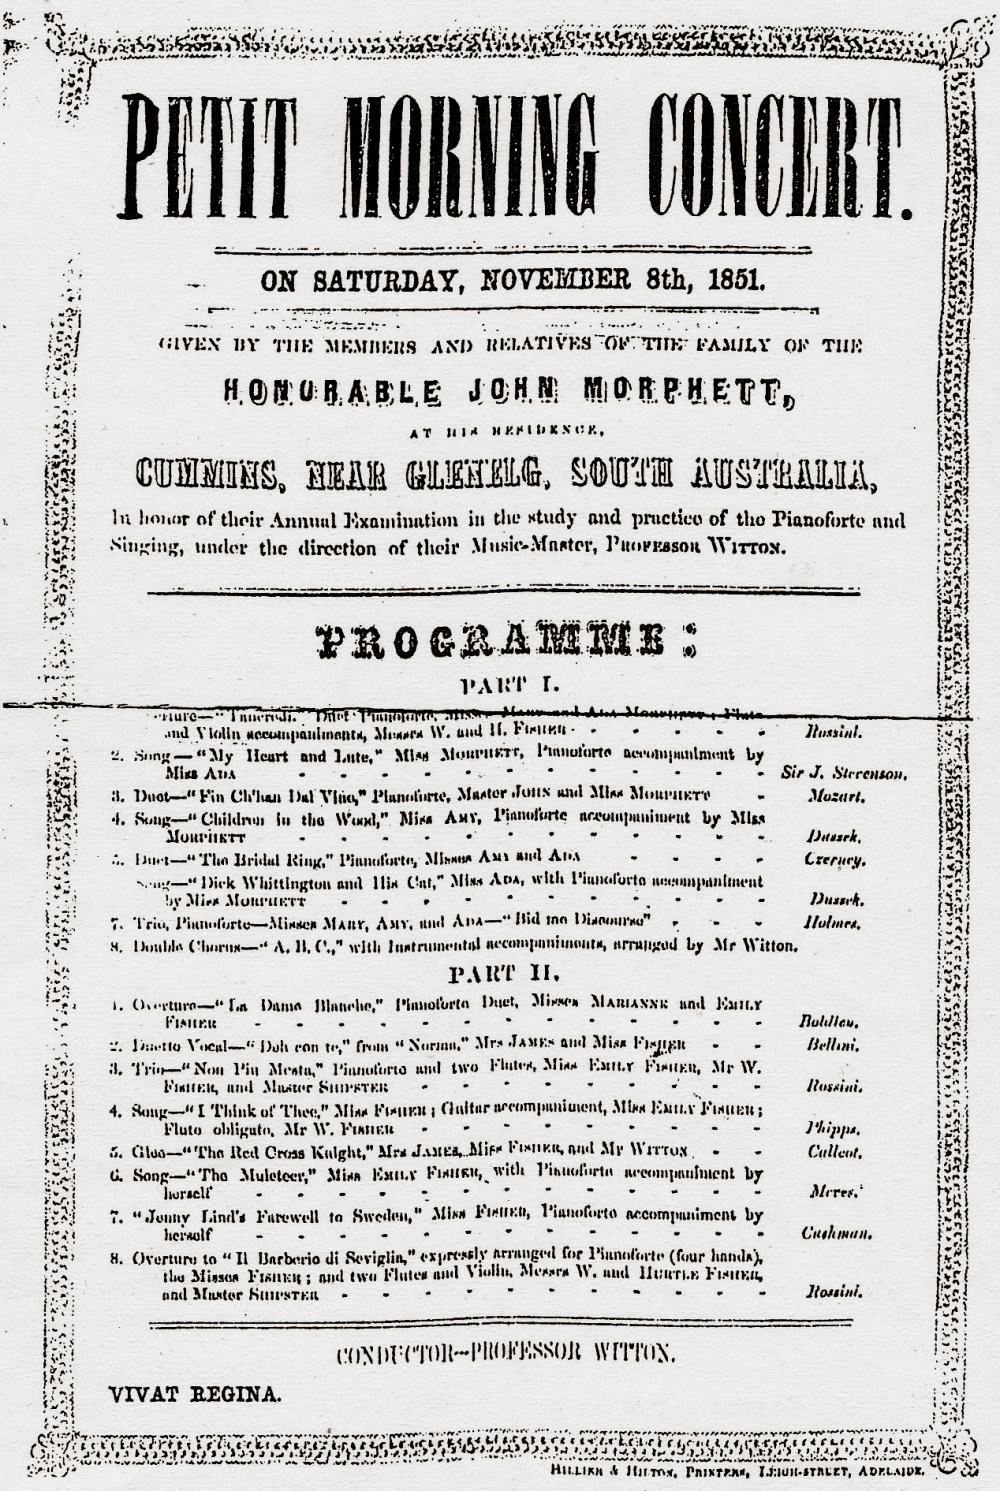 PETIT MORNING CONCERT.
ON SATURDAY, NOVEMBER 8th, 1851.
GIVEN BY THE MEMBERS AND RELATIVES OF THE FAMILY OF THE
HONORABLE JOHN MORPHETT,
AT HIS RESIDENCE,
CUMMINS, NEAR GLENELG, SOUTH AUSTRALIA,
In honor of their Annual Examination in the study and practice of the Pianoforte and
Singing, under the direction of their Music-Master, PROFESSOR WITTON.
PROGRAMME:
PART I.
"Tancredi." Duet Pianoforte, Misses MARY and ADA MORPHETT; Flute
and Violin accompaniments, Messrs W. and H. FISHER - - - - - Rossini.
2. Song—"My Heart and Lute," Miss MORPHETT, Pianoforte accompaniment by
Miss ADA - - - - - - - - - - - - Sir J. Stevenson.
3. Duet—"Fin Ch'han Dal Vino," Pianoforte, Master JOHN and Miss MORPHETT - Mozart.
4. Song—"Children in the Wood," Miss AMY, Pianoforte accompaniment by Miss
MORPHETT - - - - - - - - - - - - Dussek.
5. Duet—"The Bridal Ring," Pianoforte, Misses AMY and ADA - - - - Czerney.
Song—"Dick Whittington and His Cat," Miss ADA, with Pianoforte accompaniment
by Miss MORPHETT - - - - - - - - - - - Dussek.
7. Trio, Pianoforte—Misses MARY, AMY, and ADA—"Bid me Discourse" - - - Holmes.
8. Double Chorus—"A, B, C," with Instrumental accompaniments, arranged by Mr Witton.
PART II.
1. Overture—"La Dame Blanche," Pianoforte Duet, Misses MARIANNE and EMILY
FISHER - - - - - - - - - - - - - Boildieu.
2. Duetto Vocal—"Deh con te," from "Norma," Mrs JAMES and Miss FISHER - - Bellini.
3. Trio—"Non Piu Mesta," Pianoforte and two Flutes, Miss EMILY FISHER, Mr W.
FISHER, and Master SHIPSTER - - - - - - - - - Rossini.
4. Song—"I Think of Thee," Miss FISHER; Guitar accompaniment, Miss EMILY FISHER;
Flute obligato, Mr W. FISHER - - - - - - - - - Phipps.
5. Glee—"The Red Cross Knight," Mrs JAMES, Miss FISHER, and Mr WITTON - - Callcot.
6. Song—"The Muleteer," Miss EMILY FISHER, with Pianoforte accompaniment by
herself - - - - - - - - - - - - - Meves.
7. "Jenny Lind's Farewell to Sweden," Miss FISHER, Pianoforte accompaniment by
herself - - - - - - - - - - - - - Cushman.
8. Overture to "Il Barberio di Seviglia," expressly arranged for Pianoforte (four hands),
the Misses FISHER; and two Flutes and Violin, Messrs W. and HURTLE FISHER,
and Master SHIPSTER - - - - - - - - - - - Rossini.
CONDUCTOR—PROFESSOR WITTON.
VIVAT REGINA.
HILLIER & HILTON, PRINTERS, LEIGH-STREET, ADELAIDE.